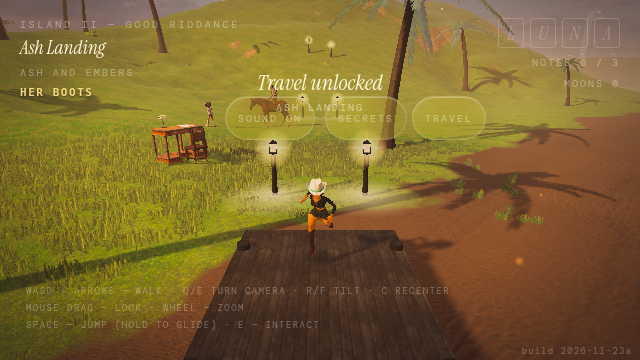 ISLAND II — GOOD RIDDANCE
Ash Landing
ASH AND EMBERS
HER BOOTS
LUNA
NOTES 0 / 3
MOONS 0
Travel unlocked
ASH LANDING
SOUND ON
SECRETS
TRAVEL
WASD / ARROWS — WALK · Q/E TURN CAMERA · R/F TILT · C RECENTER
MOUSE DRAG — LOOK · WHEEL — ZOOM
SPACE — JUMP (HOLD TO GLIDE) · E — INTERACT
build 2026-11-23a